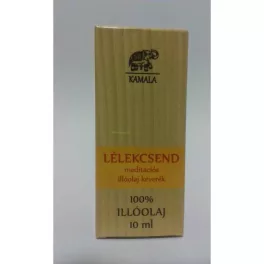 KAMALA
LÉLEKCSEND
meditációs
illóolaj keverék
100%
ILLÓOLAJ
10 ml